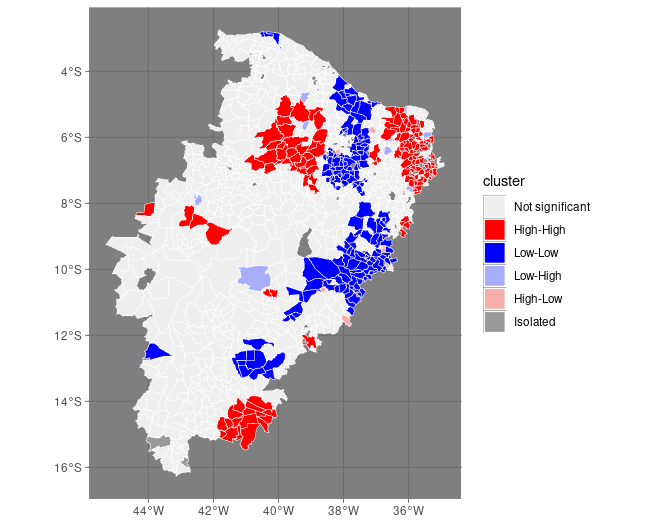 4°S
6°S
8°S
10°S
12°S
14°S
16°S
44°W
42°W
40°W
38°W
36°W
cluster
Not significant
High-High
Low-Low
Low-High
High-Low
Isolated